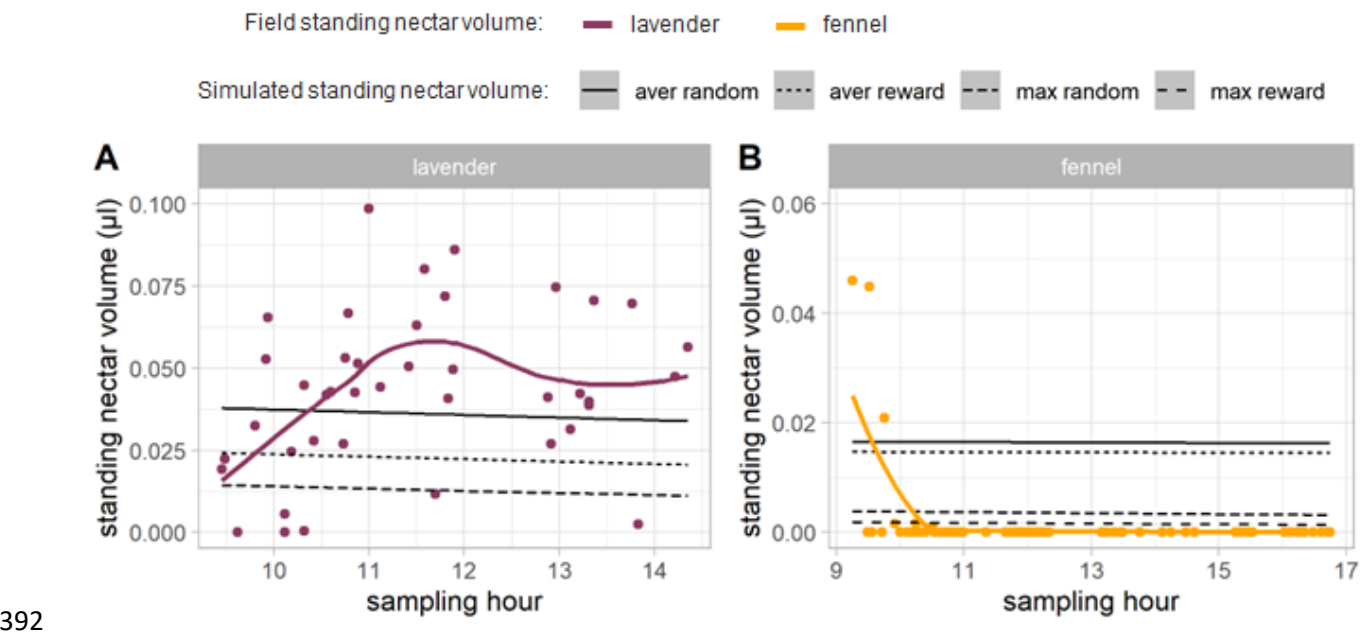 Field standing nectar volume: lavender fennel
Simulated standing nectar volume: aver random aver reward max random max reward
A lavender
B fennel
standing nectar volume (µl)
0.100
0.075
0.050
0.025
0.000
10 11 12 13 14
sampling hour
standing nectar volume (µl)
0.06
0.04
0.02
0.00
9 11 13 15 17
sampling hour
392